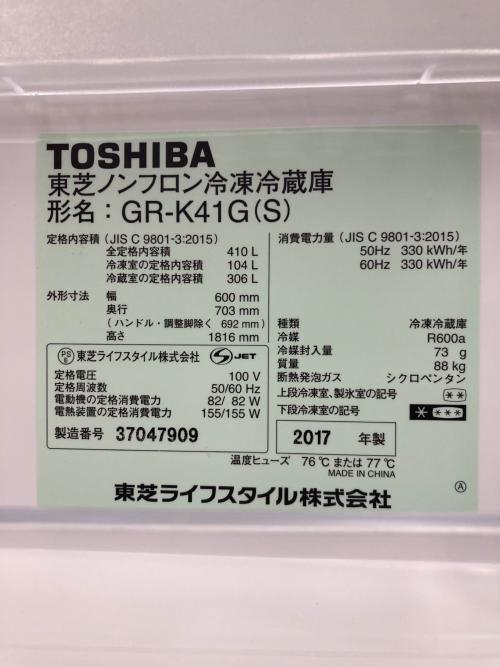 TOSHIBA
東芝ノンフロン冷凍冷蔵庫
形名：GR-K41G(S)
定格内容積 (JIS C 9801-3:2015)
全定格内容積 410 L
冷凍室の定格内容積 104 L
冷蔵室の定格内容積 306 L
外形寸法 幅 600 mm
奥行 703 mm
(ハンドル・調整脚除く 692 mm)
高さ 1816 mm
消費電力量 (JIS C 9801-3:2015)
50Hz 330 kWh/年
60Hz 330 kWh/年
種類 冷凍冷蔵庫
冷媒 R600a
冷媒封入量 73 g
質量 88 kg
断熱発泡ガス シクロペンタン
上段冷凍室、製氷室の記号 **
下段冷凍室の記号 * ***
PSE 東芝ライフスタイル株式会社 S JET
定格電圧 100 V
定格周波数 50/60 Hz
電動機の定格消費電力 82/ 82 W
電熱装置の定格消費電力 155/155 W
製造番号 37047909
2017 年製
温度ヒューズ 76 ℃ または 77 ℃
MADE IN CHINA
東芝ライフスタイル株式会社
Ⓐ